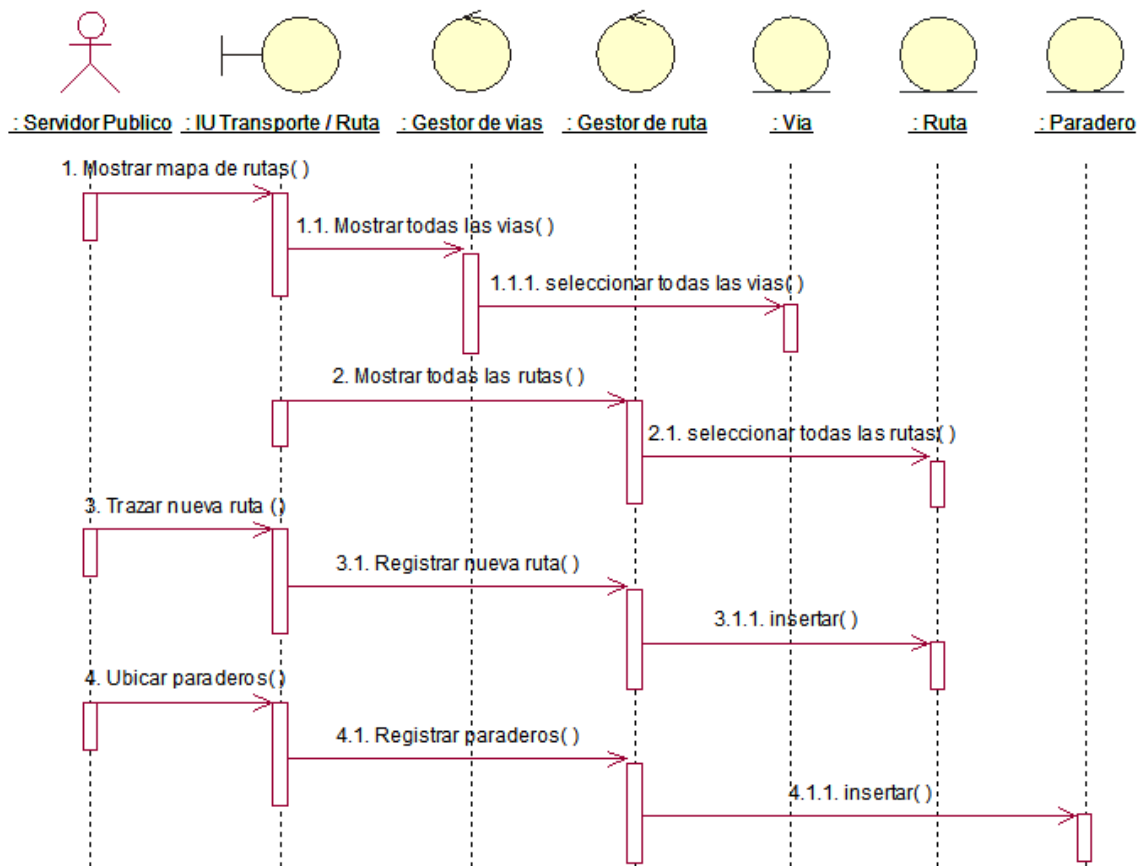 : Servidor Publico
: IU Transporte / Ruta
: Gestor de vias
: Gestor de ruta
: Via
: Ruta
: Paradero
1. Mostrar mapa de rutas( )
1.1. Mostrar todas las vias( )
1.1.1. seleccionar todas las vias( )
2. Mostrar todas las rutas( )
2.1. seleccionar todas las rutas( )
3. Trazar nueva ruta ( )
3.1. Registrar nueva ruta( )
3.1.1. insertar( )
4. Ubicar paraderos( )
4.1. Registrar paraderos( )
4.1.1. insertar( )